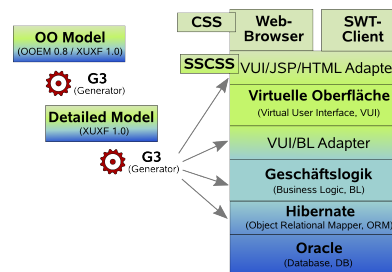 OO Model
(OOEM 0.8 / XUXF 1.0)
G3
(Generator)
Detailed Model
(XUXF 1.0)
G3
(Generator)
CSS
SSCSS
Web-
Browser
SWT-
Client
VUI/JSP/HTML Adapte
Virtuelle Oberfläche
(Virtual User Interface, VUI)
VUI/BL Adapter
Geschäftslogik
(Business Logic, BL)
Hibernate
(Object Relational Mapper, ORM)
Oracle
(Database, DB)